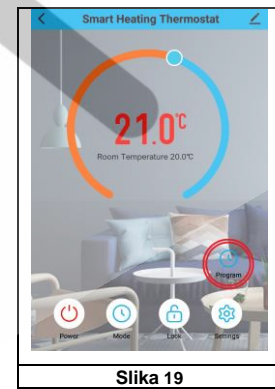 Smart Heating Thermostat
21.0℃
Room Temperature 20.0℃
Program
Power
Mode
Lock
Settings
Slika 19